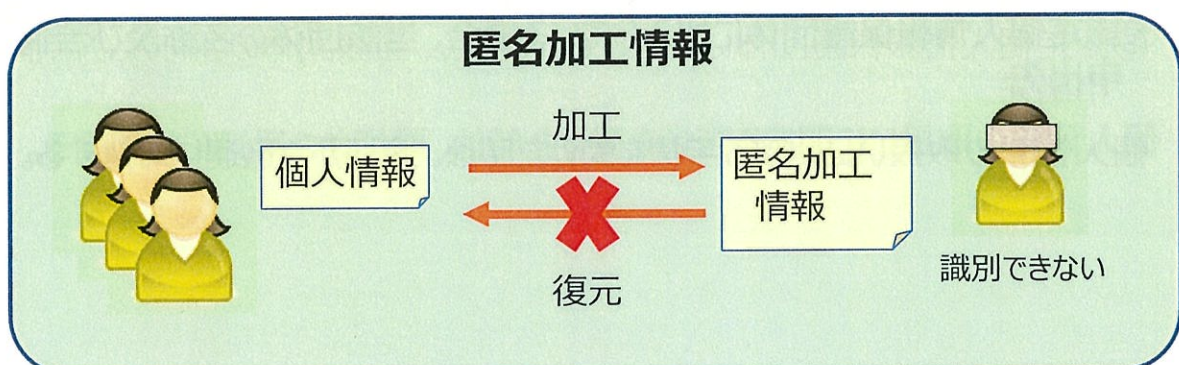 匿名加工情報
加工
個人情報
匿名加工
情報
復元
識別できない